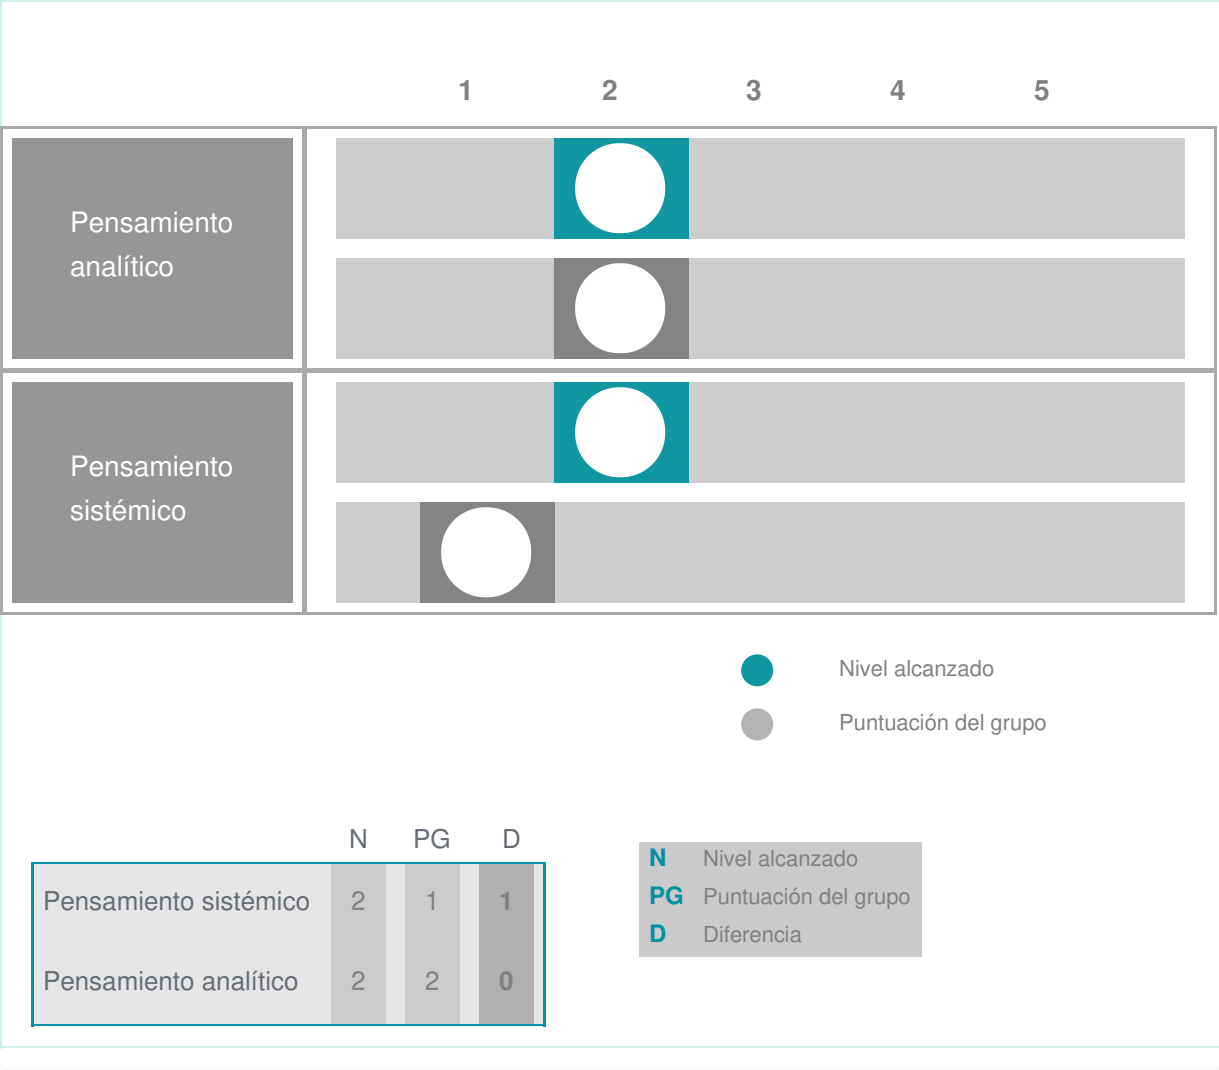 1 2 3 4 5
Pensamiento
analítico
Pensamiento
sistémico
Nivel alcanzado
Puntuación del grupo
N PG D
Pensamiento sistémico 2 1 1
Pensamiento analítico 2 2 0
N Nivel alcanzado
PG Puntuación del grupo
D Diferencia